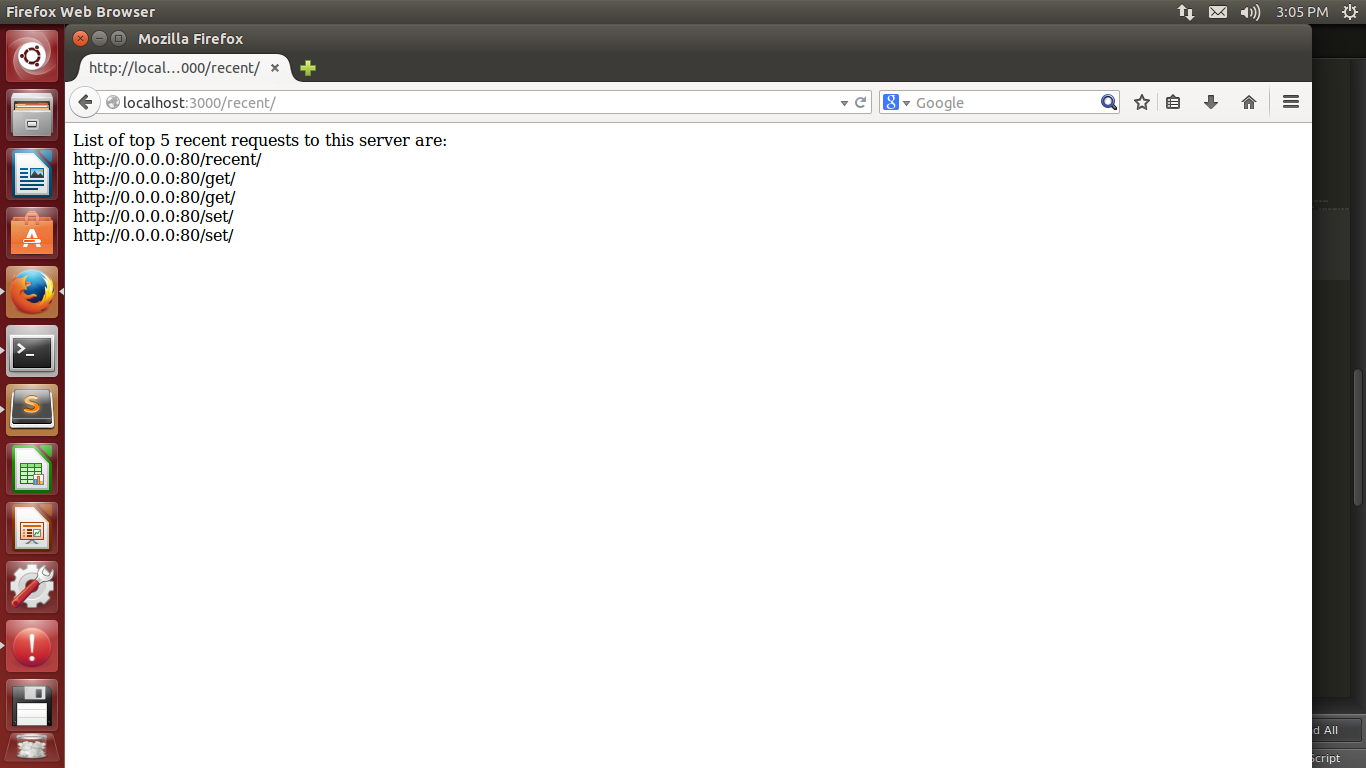 Firefox Web Browser
3:05 PM
Mozilla Firefox
http://local...000/recent/
localhost:3000/recent/
Google
List of top 5 recent requests to this server are:
http://0.0.0.0:80/recent/
http://0.0.0.0:80/get/
http://0.0.0.0:80/get/
http://0.0.0.0:80/set/
http://0.0.0.0:80/set/
d All
Script